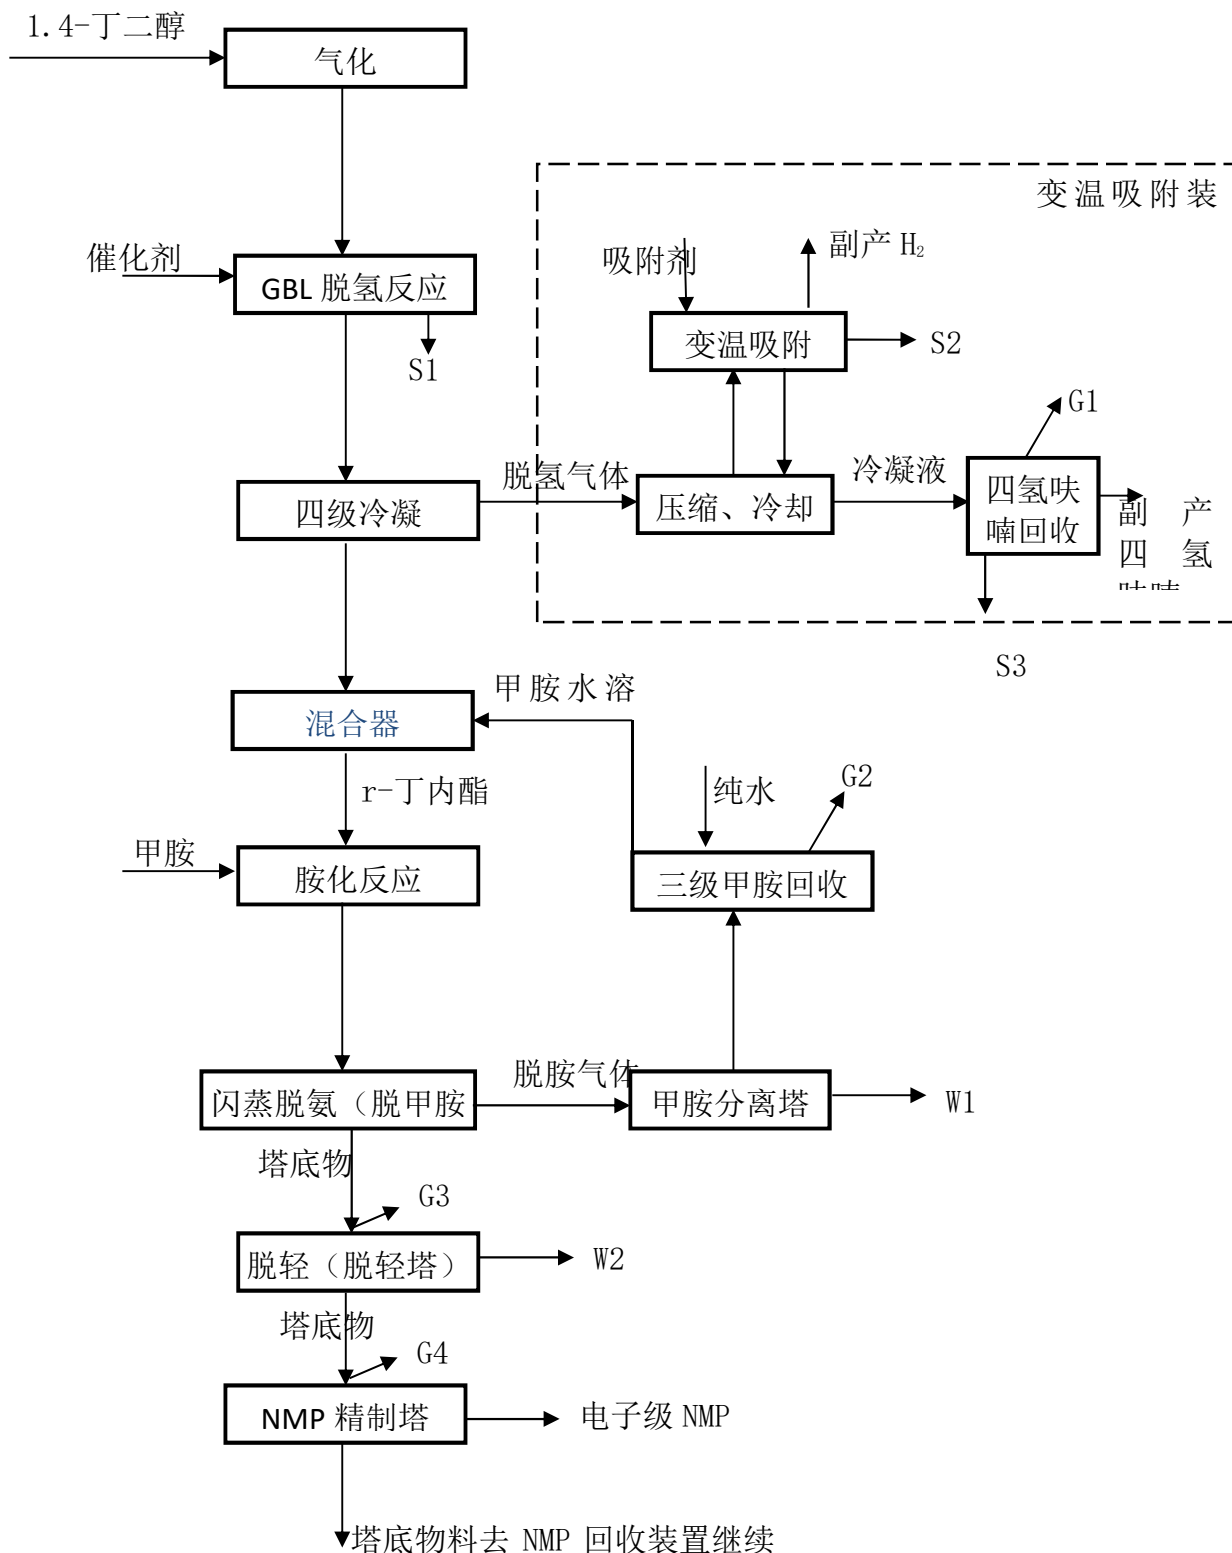 1.4-丁二醇
气化
变温吸附装
催化剂
吸附剂
副产 H₂
GBL 脱氢反应
变温吸附
S2
S1
G1
脱氢气体
冷凝液
四级冷凝
压缩、冷却
四氢呋
喃回收
副 产
四 氢
S3
甲胺水溶
混合器
r-丁内酯
纯水
G2
甲胺
胺化反应
三级甲胺回收
脱胺气体
闪蒸脱氨（脱甲胺
甲胺分离塔
W1
塔底物
G3
脱轻（脱轻塔）
W2
塔底物
G4
NMP 精制塔
电子级 NMP
塔底物料去 NMP 回收装置继续